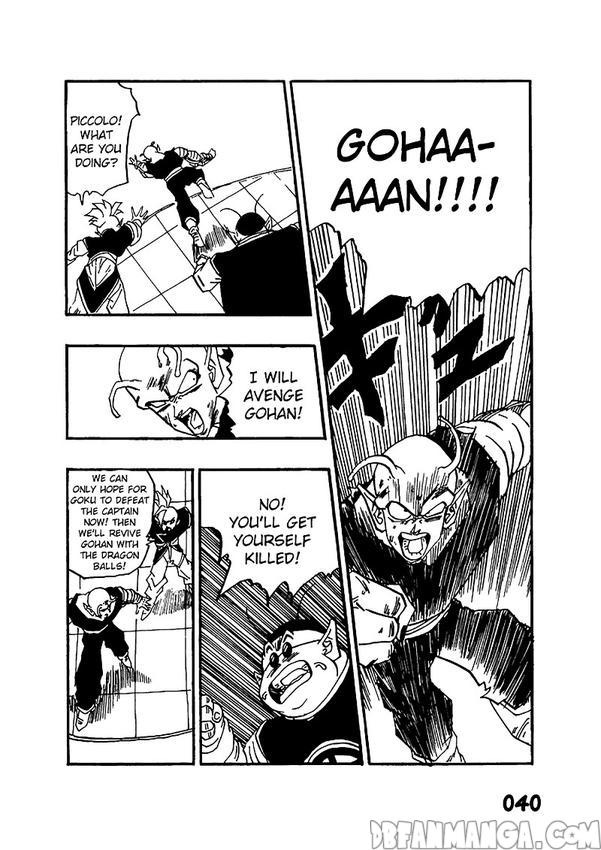 GOHAA-
AAAN!!!!
ギュ
PICCOLO!
WHAT
ARE YOU
DOING?
I WILL
AVENGE
GOHAN!
NO!
YOU'LL GET
YOURSELF
KILLED!
WE CAN
ONLY HOPE FOR
GOKU TO DEFEAT
THE CAPTAIN
NOW! THEN
WE'LL REVIVE
GOHAN WITH
THE DRAGON
BALLS!
040
DBFANMANGA.COM